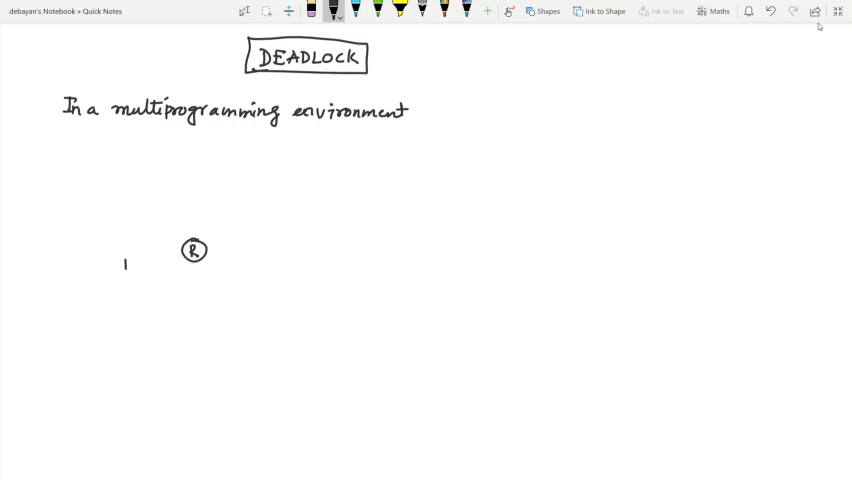 debayan's Notebook » Quick Notes
Shapes
Ink to Shape
Ink to Text
Maths
DEADLOCK
In a multiprogramming environment
R